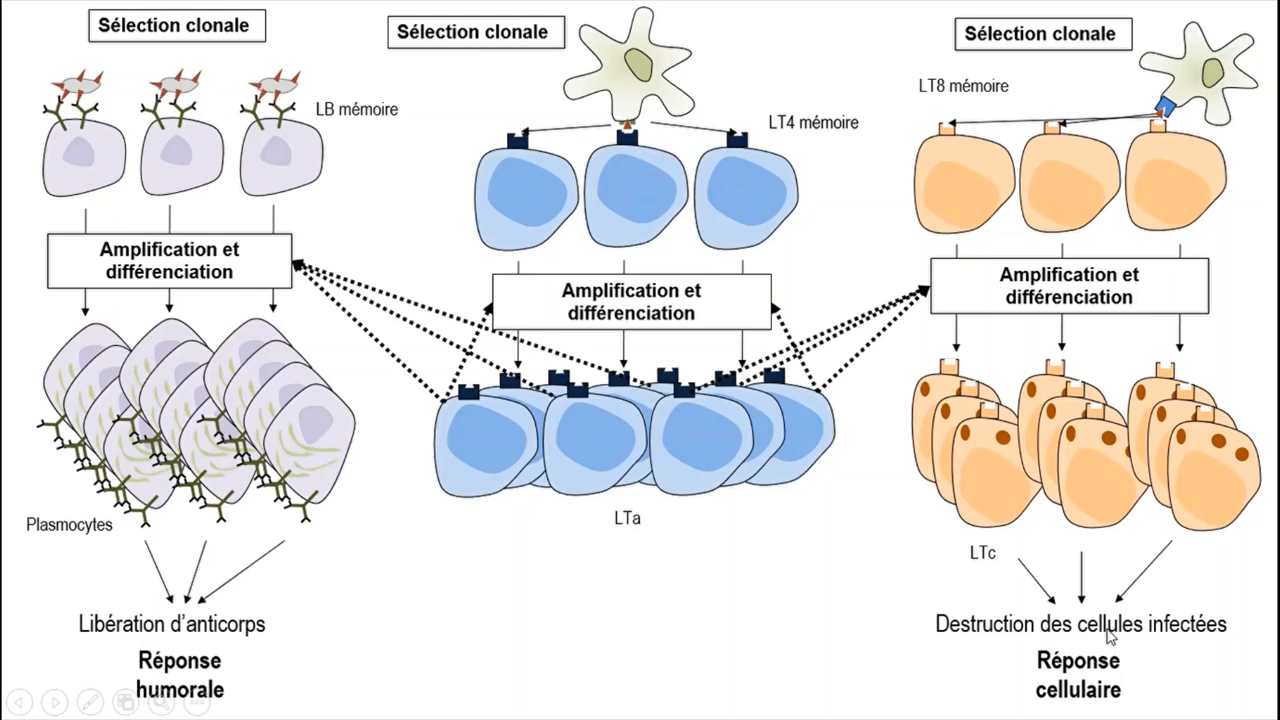 Sélection clonale
LB mémoire
Amplification et
différenciation
Plasmocytes
Libération d'anticorps
Réponse
humorale
Sélection clonale
LT4 mémoire
Amplification et
différenciation
LTa
Sélection clonale
LT8 mémoire
Amplification et
différenciation
LTc
Destruction des cellules infectées
Réponse
cellulaire